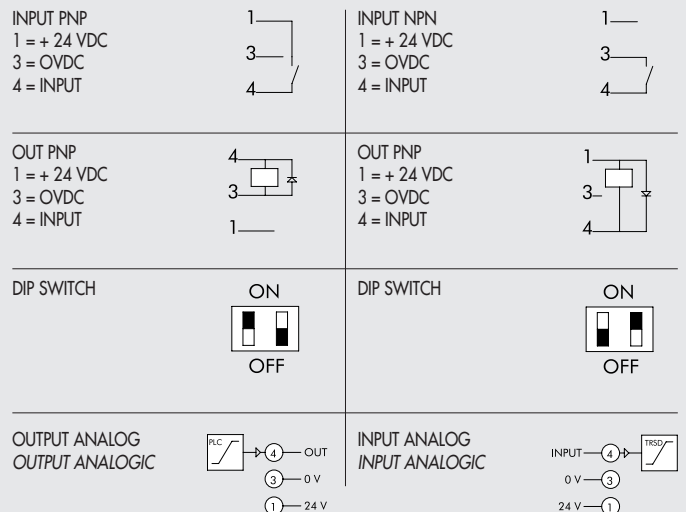 INPUT PNP
1 = + 24 VDC
3 = OVDC
4 = INPUT
1
3
4
INPUT NPN
1 = + 24 VDC
3 = OVDC
4 = INPUT
1
3
4
OUT PNP
1 = + 24 VDC
3 = OVDC
4 = INPUT
4
3
1
OUT PNP
1 = + 24 VDC
3 = OVDC
4 = INPUT
1
3
4
DIP SWITCH
ON
OFF
DIP SWITCH
ON
OFF
OUTPUT ANALOG
OUTPUT ANALOGIC
PLC
4 OUT
3 0 V
1 24 V
INPUT ANALOG
INPUT ANALOGIC
TRSD
INPUT 4
0 V 3
24 V 1